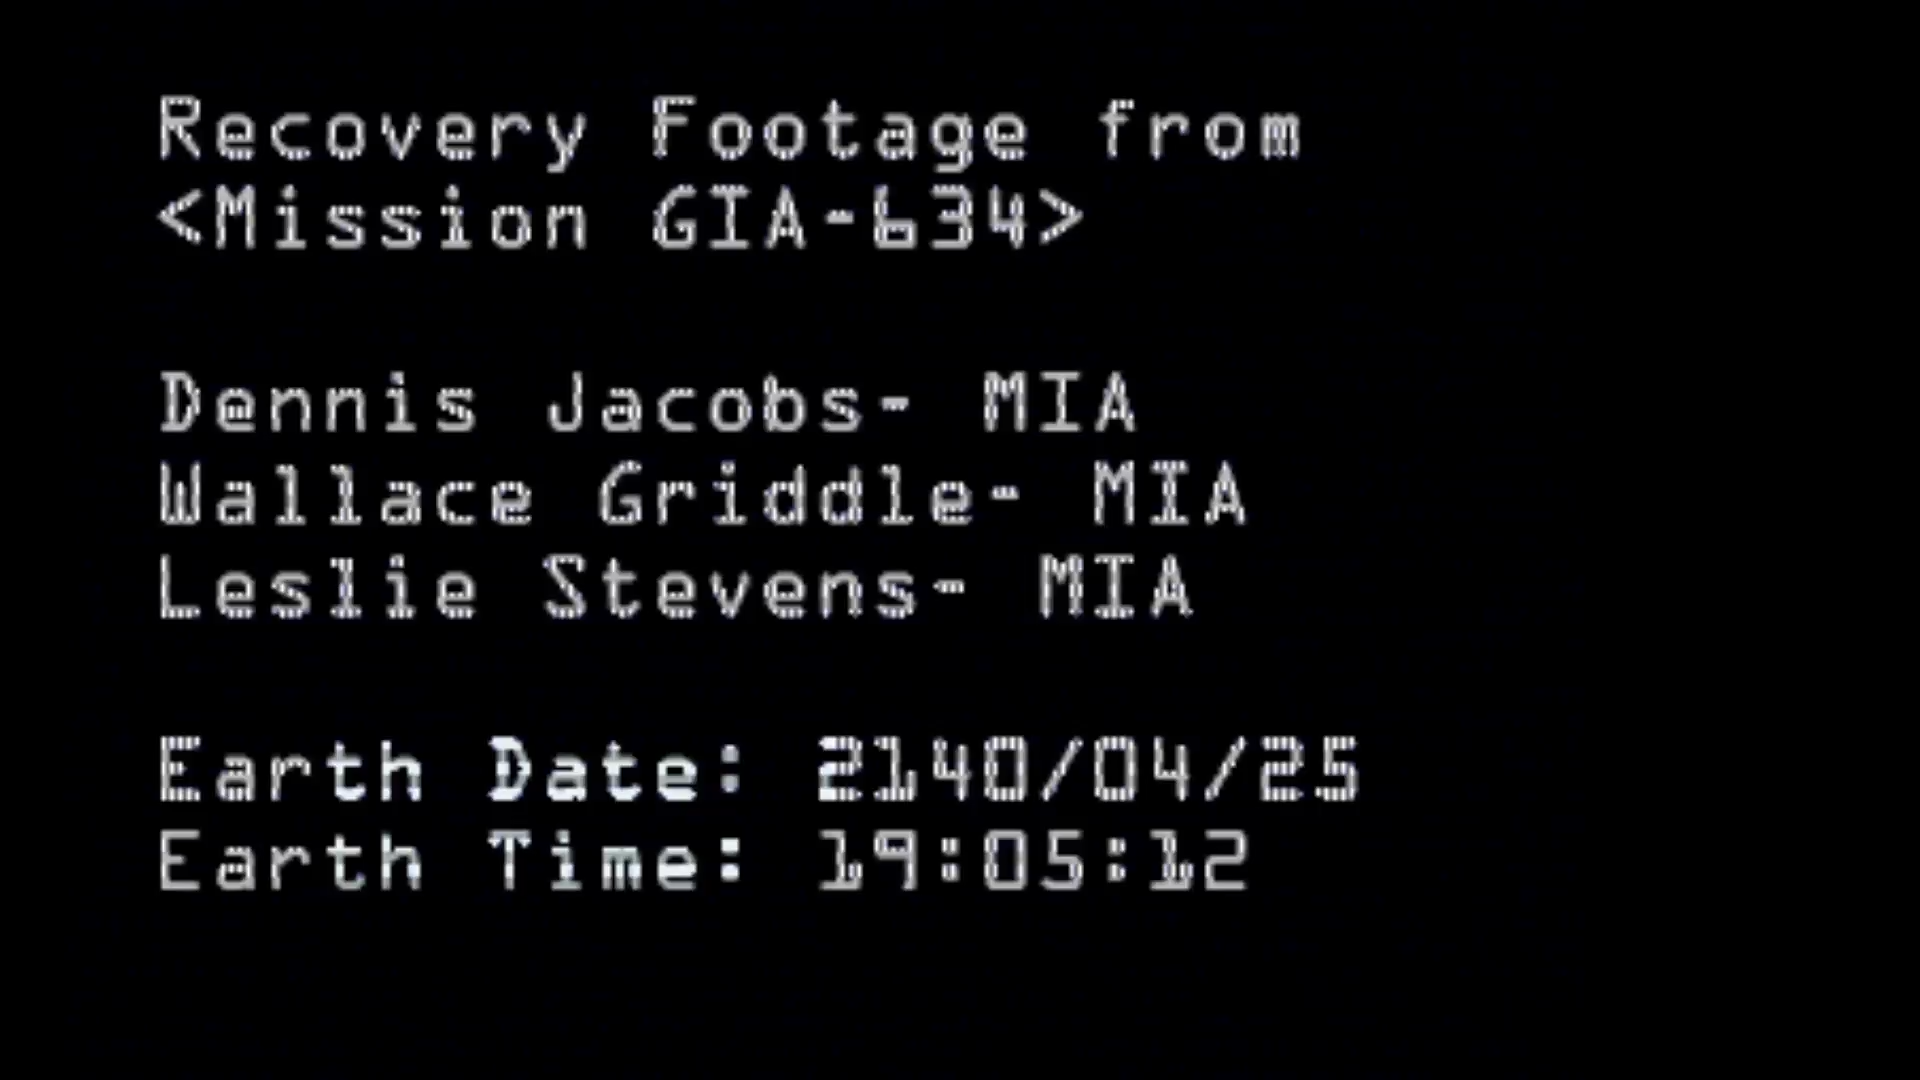 Recovery Footage from
<Mission GIA-634>
Dennis Jacobs- MIA
Wallace Griddle- MIA
Leslie Stevens- MIA
Earth Date: 2140/04/25
Earth Time: 19:05:12